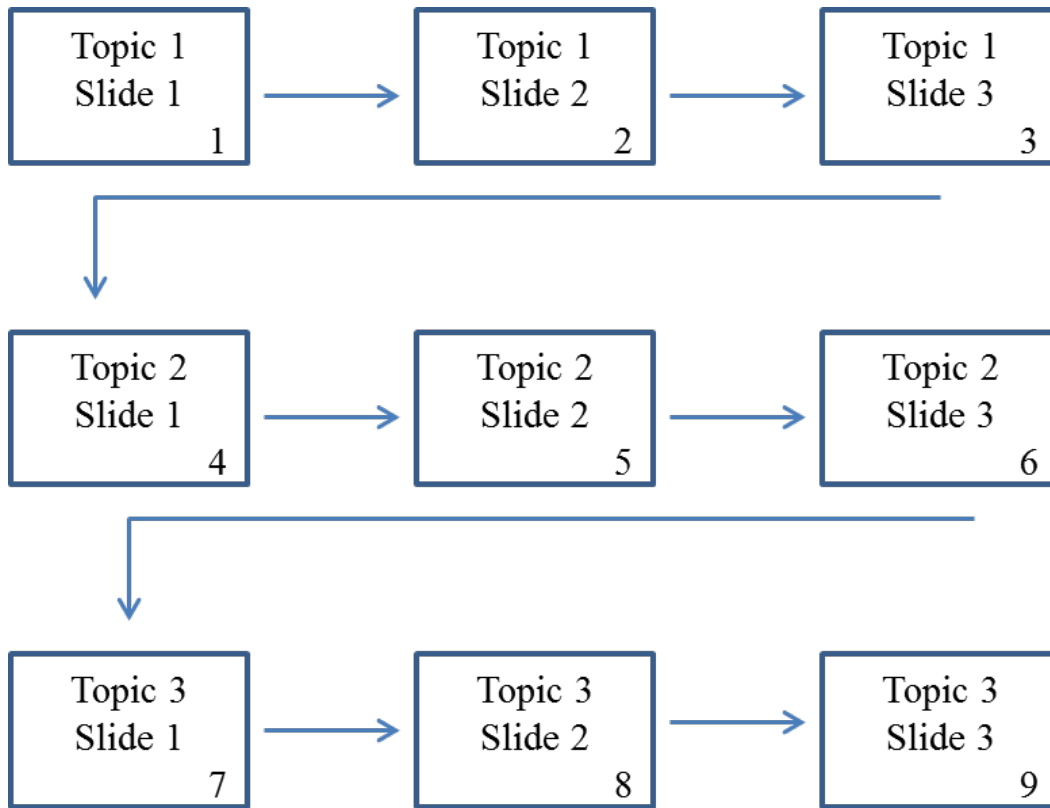 Topic 1
Slide 1
1
Topic 1
Slide 2
2
Topic 1
Slide 3
3
Topic 2
Slide 1
4
Topic 2
Slide 2
5
Topic 2
Slide 3
6
Topic 3
Slide 1
7
Topic 3
Slide 2
8
Topic 3
Slide 3
9